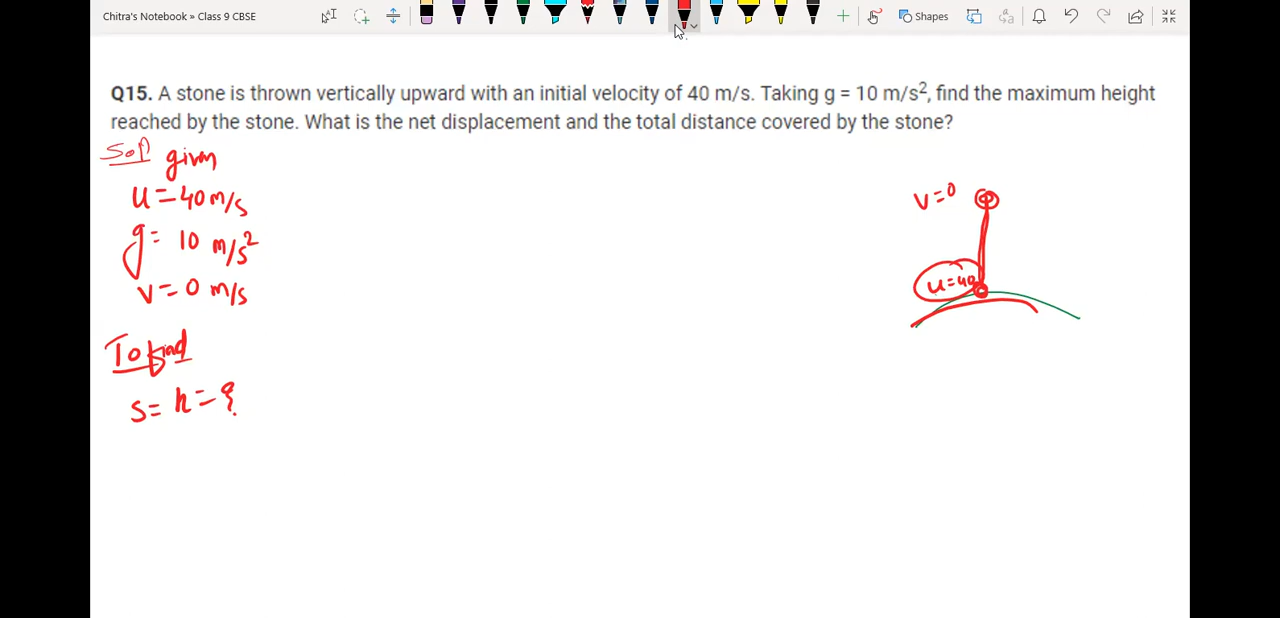 Chitra's Notebook » Class 9 CBSE
Shapes
Q15. A stone is thrown vertically upward with an initial velocity of 40 m/s. Taking g = 10 m/s², find the maximum height
reached by the stone. What is the net displacement and the total distance covered by the stone?
Sol given
u = 40 m/s
g = 10 m/s²
v = 0 m/s
To find
s = h = ?
v = 0
u = 40